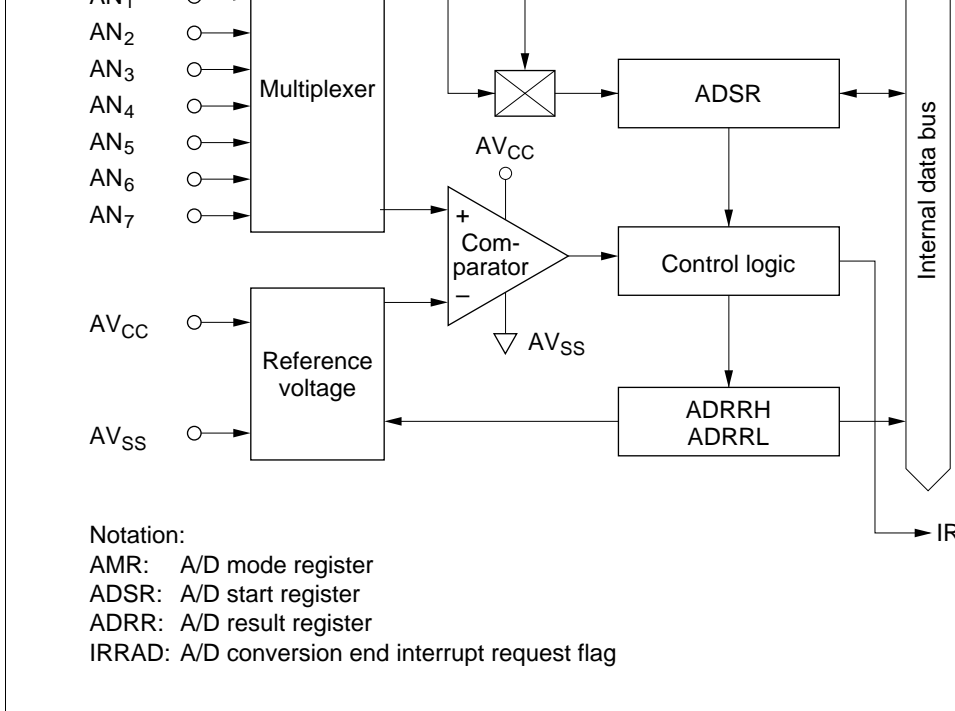 AN1
AN2
AN3
AN4
AN5
AN6
AN7
Multiplexer
ADSR
AVCC
+
Com-
parator
−
AVSS
Control logic
Internal data bus
AVCC
AVSS
Reference
voltage
ADRRH
ADRRL
IR
Notation:
AMR: A/D mode register
ADSR: A/D start register
ADRR: A/D result register
IRRAD: A/D conversion end interrupt request flag